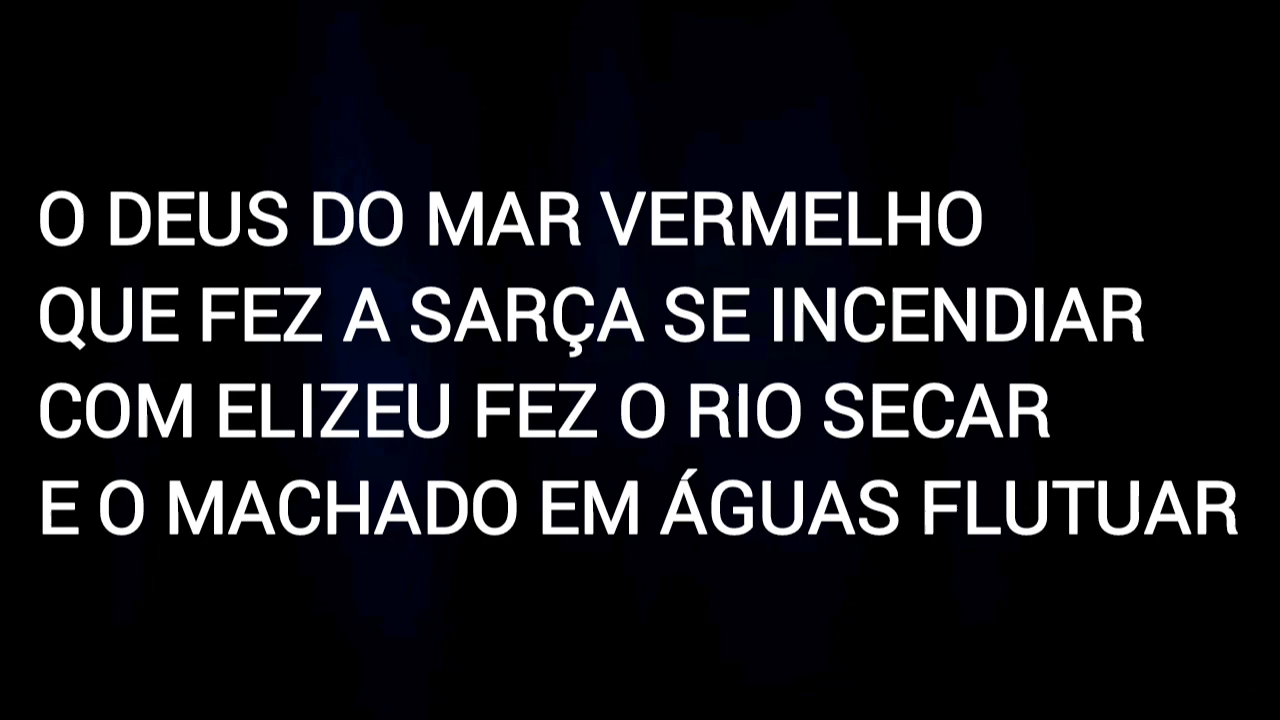 O DEUS DO MAR VERMELHO
QUE FEZ A SARÇA SE INCENDIAR
COM ELIZEU FEZ O RIO SECAR
E O MACHADO EM ÁGUAS FLUTUAR